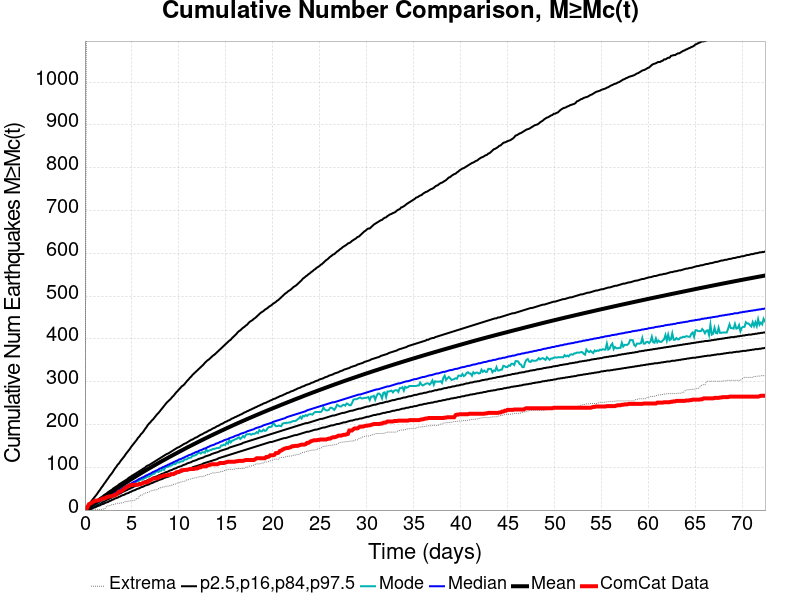 Cumulative Number Comparison, M≥Mc(t)
Cumulative Num Earthquakes M≥Mc(t)
1000
900
800
700
600
500
400
300
200
100
0
0 5 10 15 20 25 30 35 40 45 50 55 60 65 70
Time (days)
Extrema p2.5,p16,p84,p97.5 Mode Median Mean ComCat Data